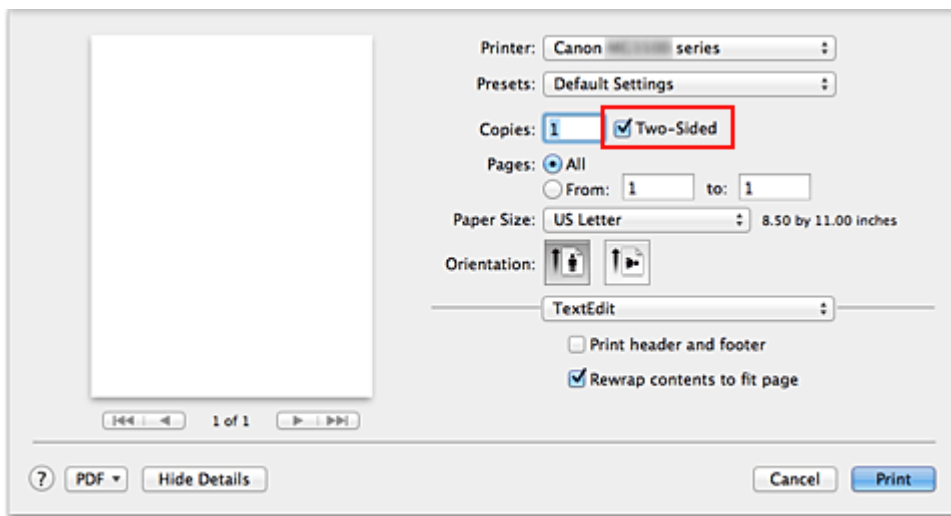 Printer: Canon series
Presets: Default Settings
Copies: 1 Two-Sided
Pages: All
From: 1 to: 1
Paper Size: US Letter 8.50 by 11.00 inches
Orientation:
TextEdit
Print header and footer
Rewrap contents to fit page
1 of 1
? PDF Hide Details Cancel Print